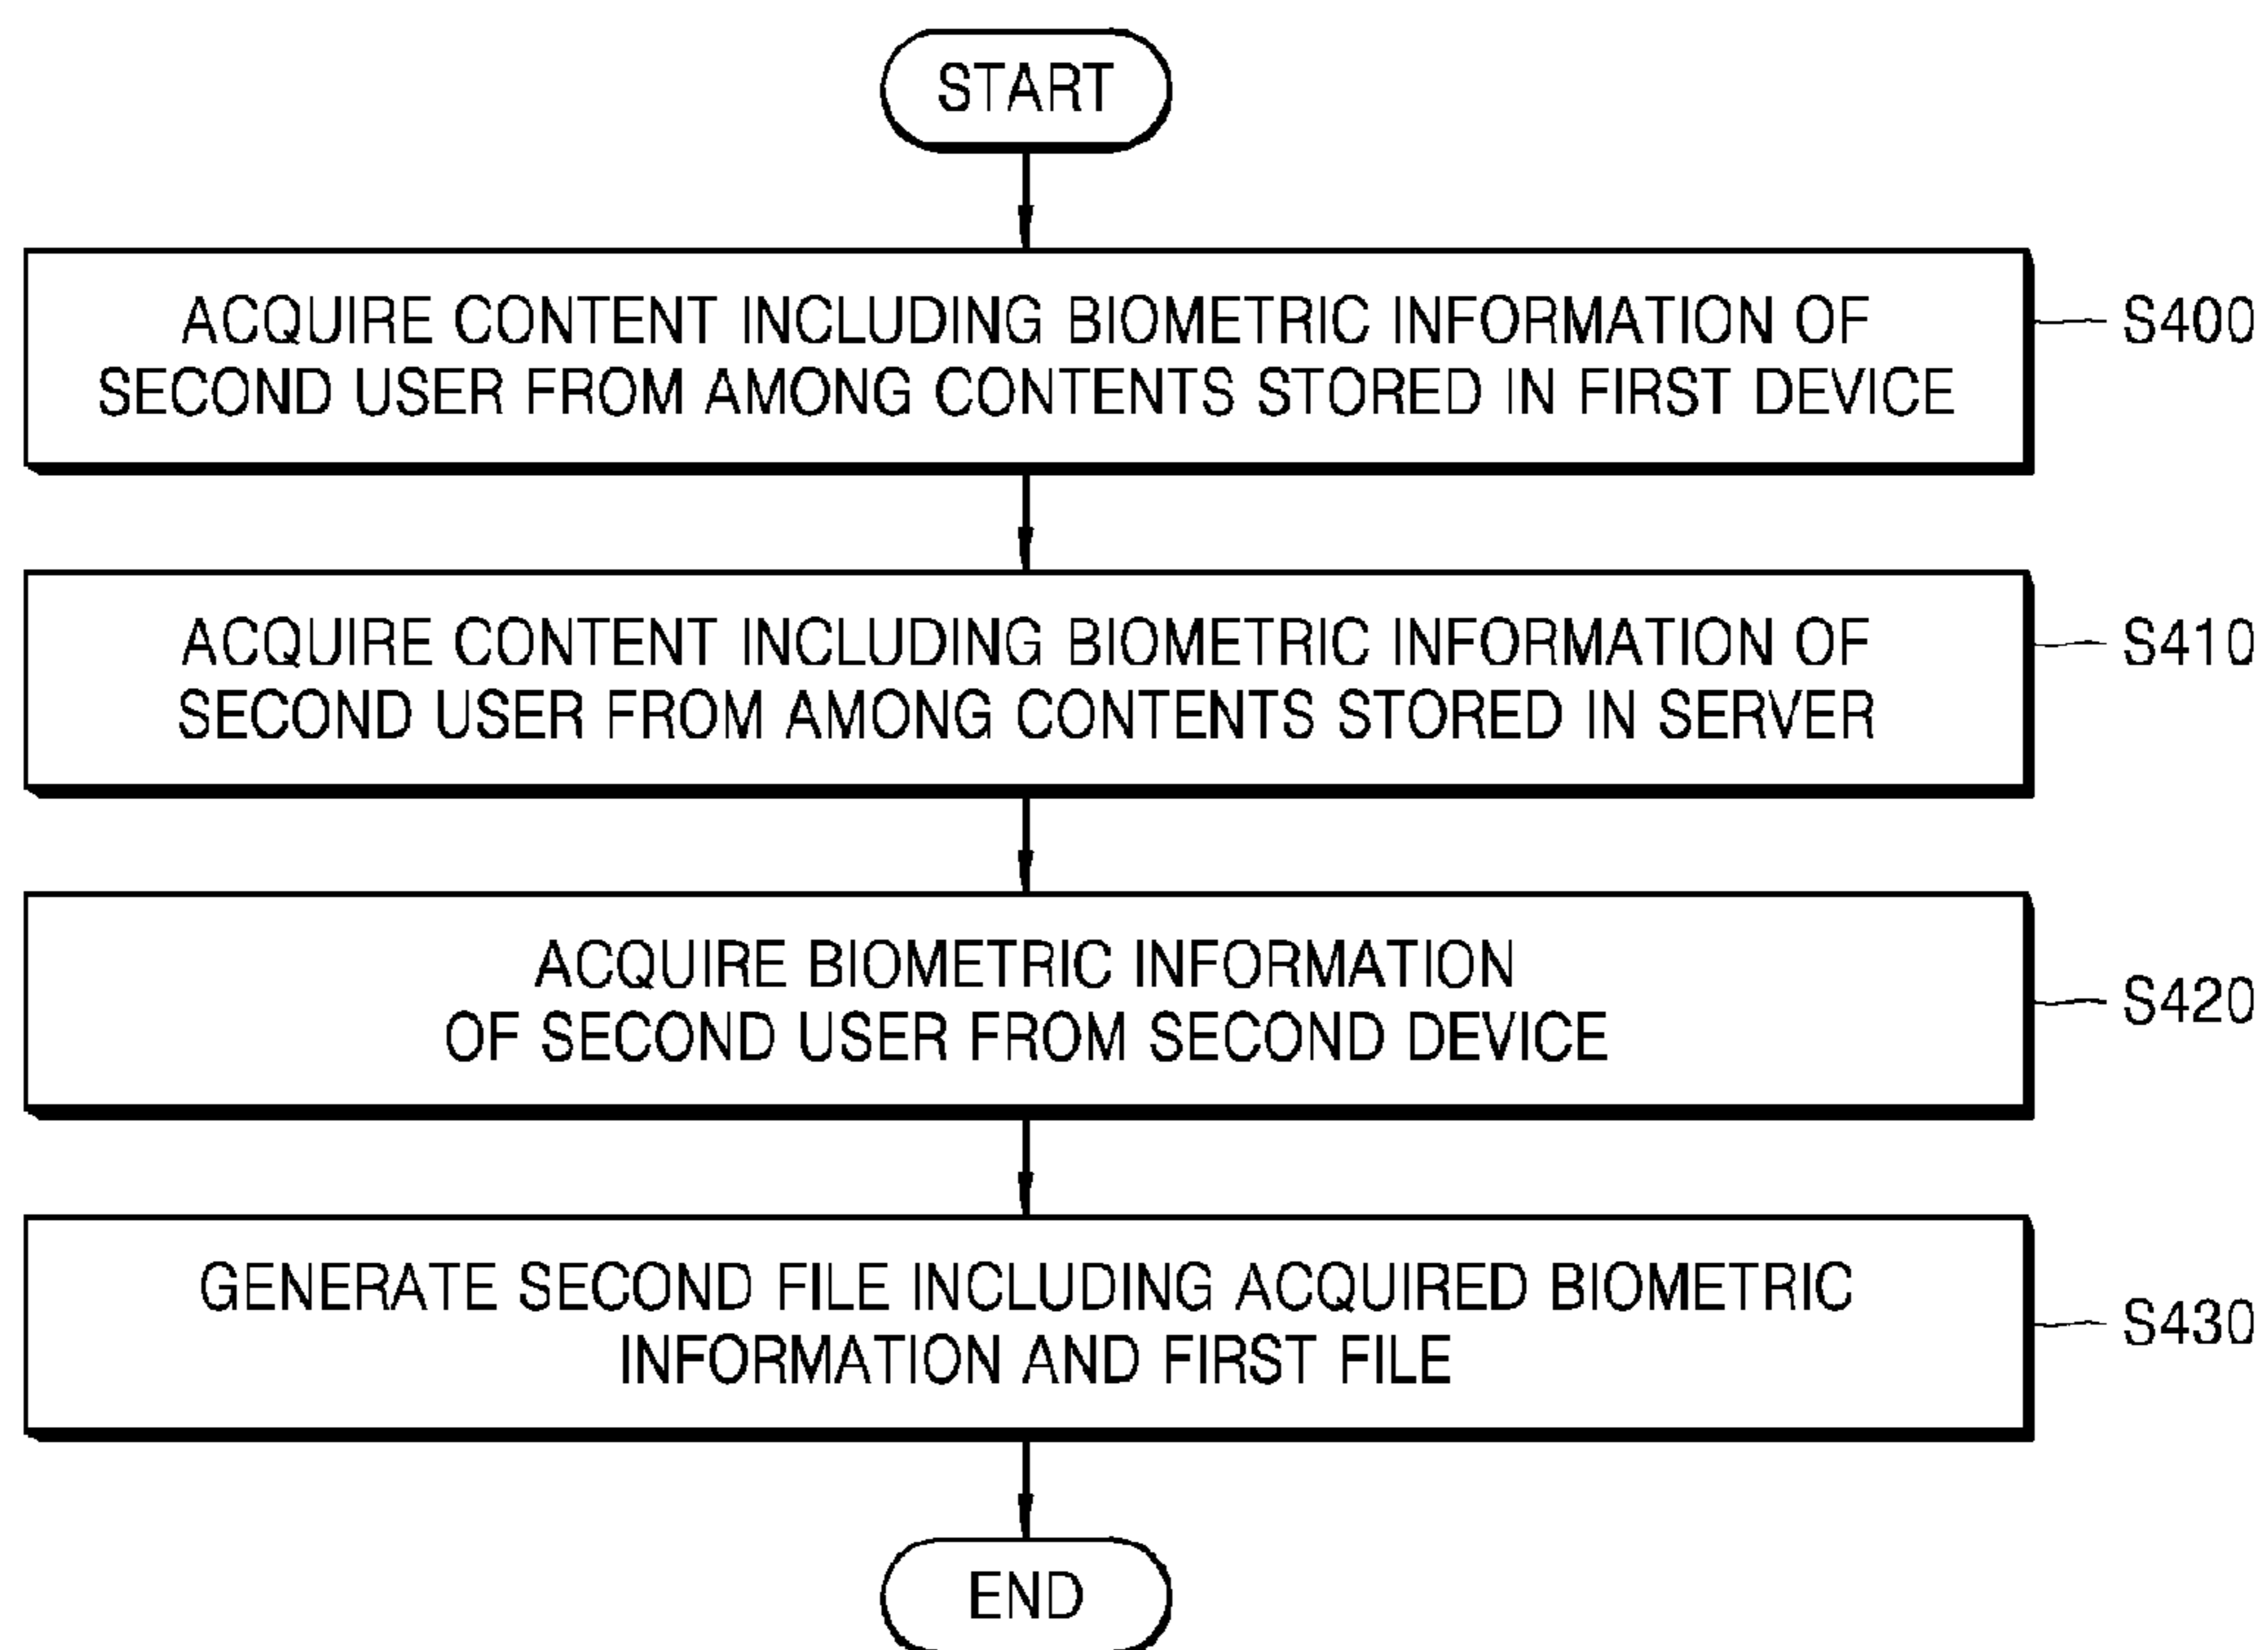 START
ACQUIRE CONTENT INCLUDING BIOMETRIC INFORMATION OF
SECOND USER FROM AMONG CONTENTS STORED IN FIRST DEVICE
S400
ACQUIRE CONTENT INCLUDING BIOMETRIC INFORMATION OF
SECOND USER FROM AMONG CONTENTS STORED IN SERVER
S410
ACQUIRE BIOMETRIC INFORMATION
OF SECOND USER FROM SECOND DEVICE
S420
GENERATE SECOND FILE INCLUDING ACQUIRED BIOMETRIC
INFORMATION AND FIRST FILE
S430
END